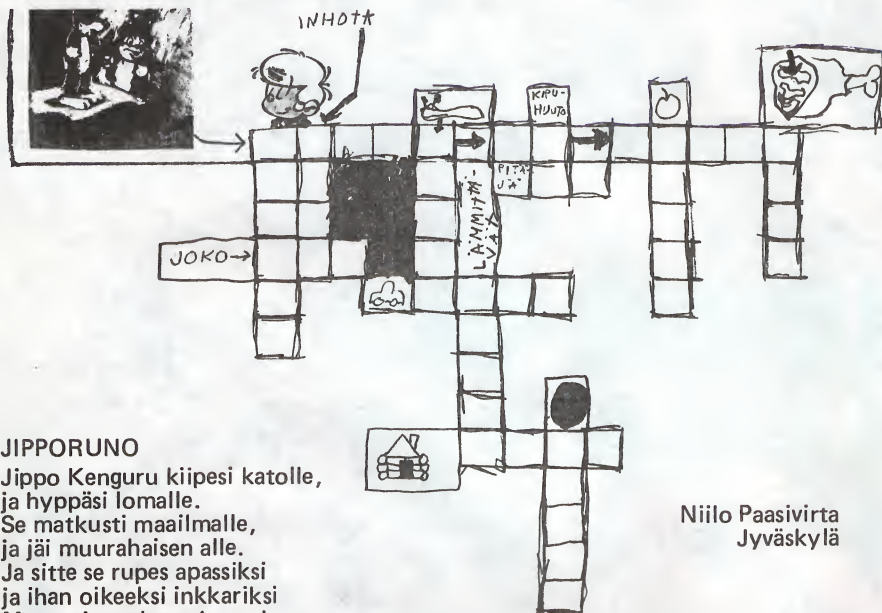 INHOTA
KIPU-
HUUTO
PITÄ-
JÄ
LÄMMITTÄ-
VÄT
JOKO→
JIPPORUNO
Jippo Kenguru kiipesi katolle,
ja hyppäsi lomalle.
Se matkusti maailmalle,
ja jäi muurahaisen alle.
Ja sitte se rupes apassiksi
ja ihan oikeeksi inkkariksi
Niilo Paasivirta
Jyväskylä